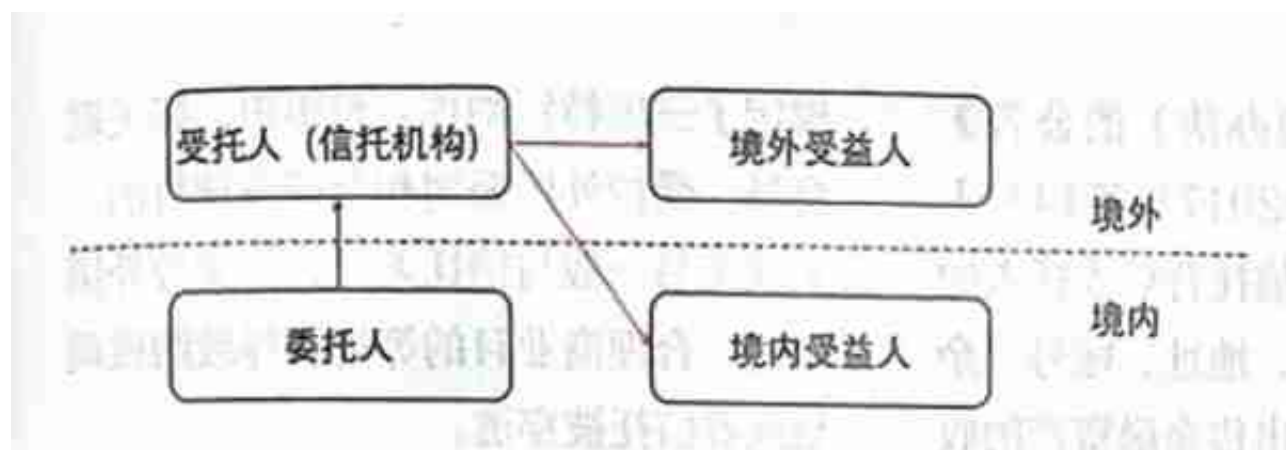 受托人（信托机构）
境外受益人
境外
委托人
境内受益人
境内